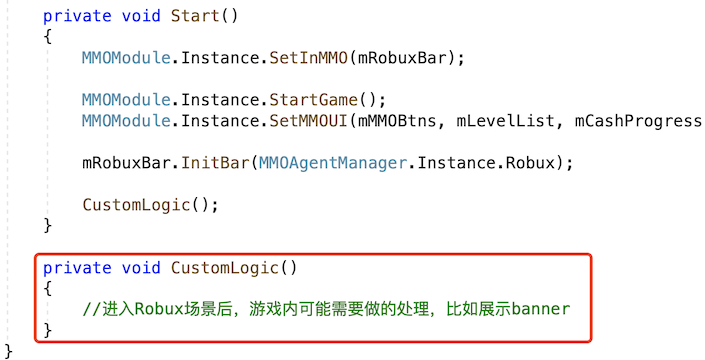 private void Start()
{
MMOModule.Instance.SetInMMO(mRobuxBar);
MMOModule.Instance.StartGame();
MMOModule.Instance.SetMMOUI(mMMOBtns, mLevelList, mCashProgress
mRobuxBar.InitBar(MMOAgentManager.Instance.Robux);
CustomLogic();
}
private void CustomLogic()
{
//进入Robux场景后，游戏内可能需要做的处理，比如展示banner
}
}